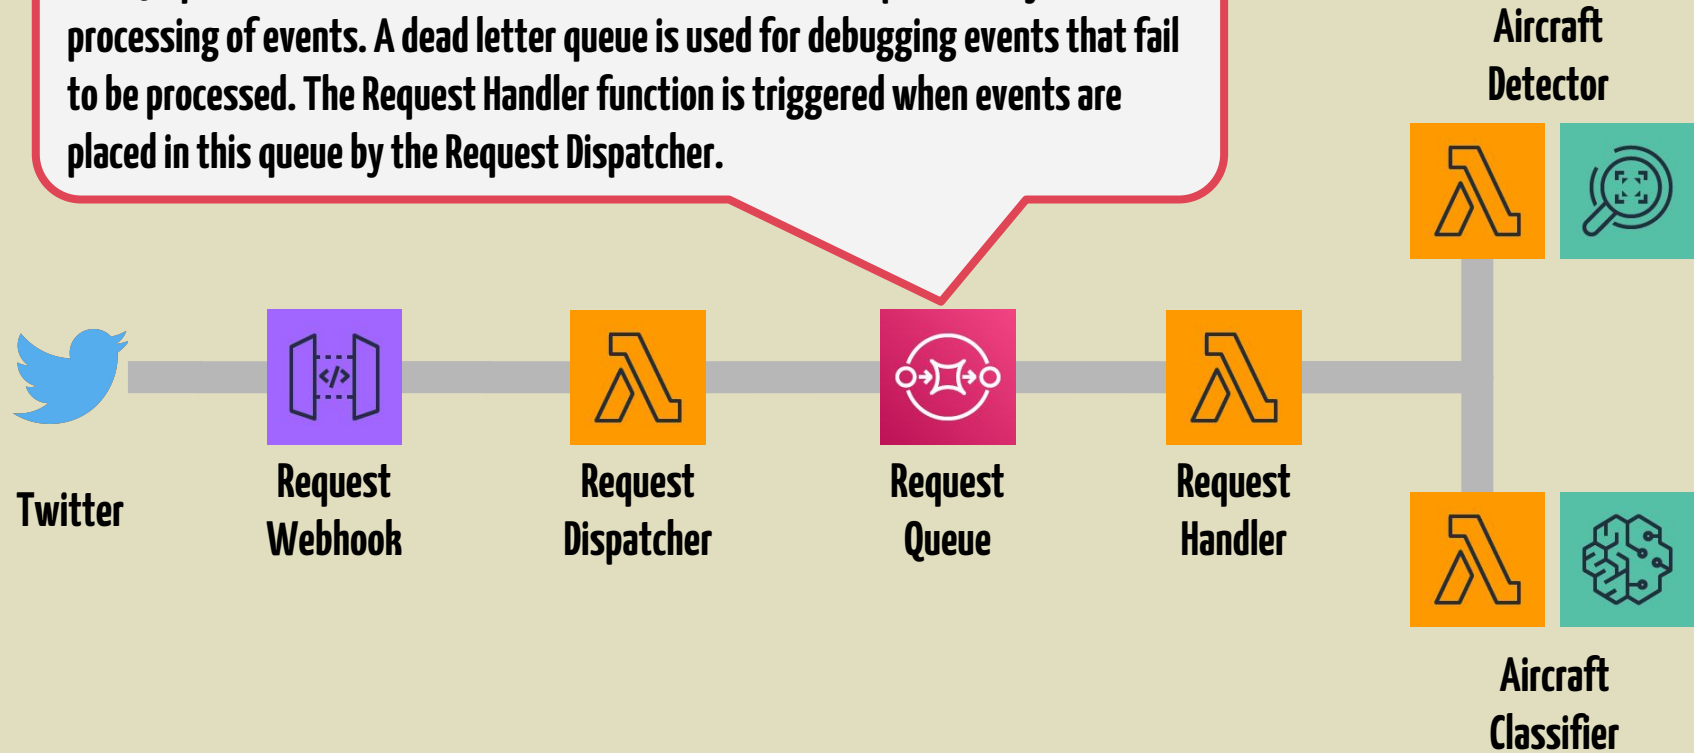 processing of events. A dead letter queue is used for debugging events that fail
to be processed. The Request Handler function is triggered when events are
placed in this queue by the Request Dispatcher.
Aircraft
Detector
</>
Twitter
Request
Webhook
Request
Dispatcher
Request
Queue
Request
Handler
Aircraft
Classifier